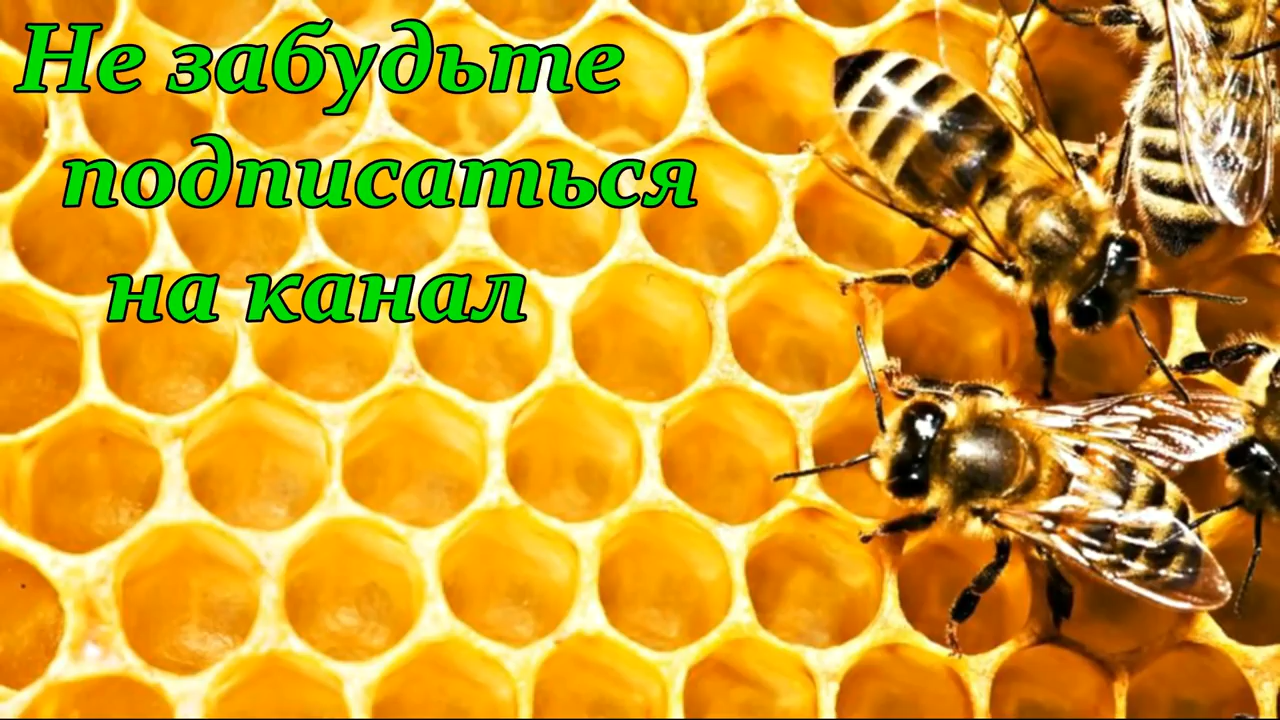 Не забудьте
подписаться
на канал